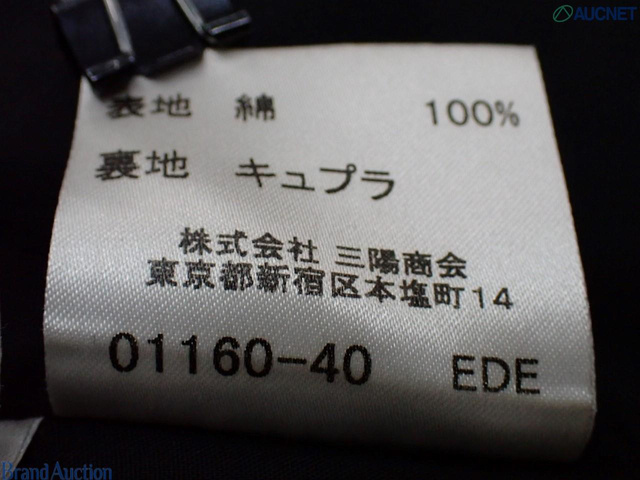 AUCNET
表地 綿 100%
裏地 キュプラ
株式会社 三陽商会
東京都新宿区本塩町14
01160-40 EDE
Brand Auction